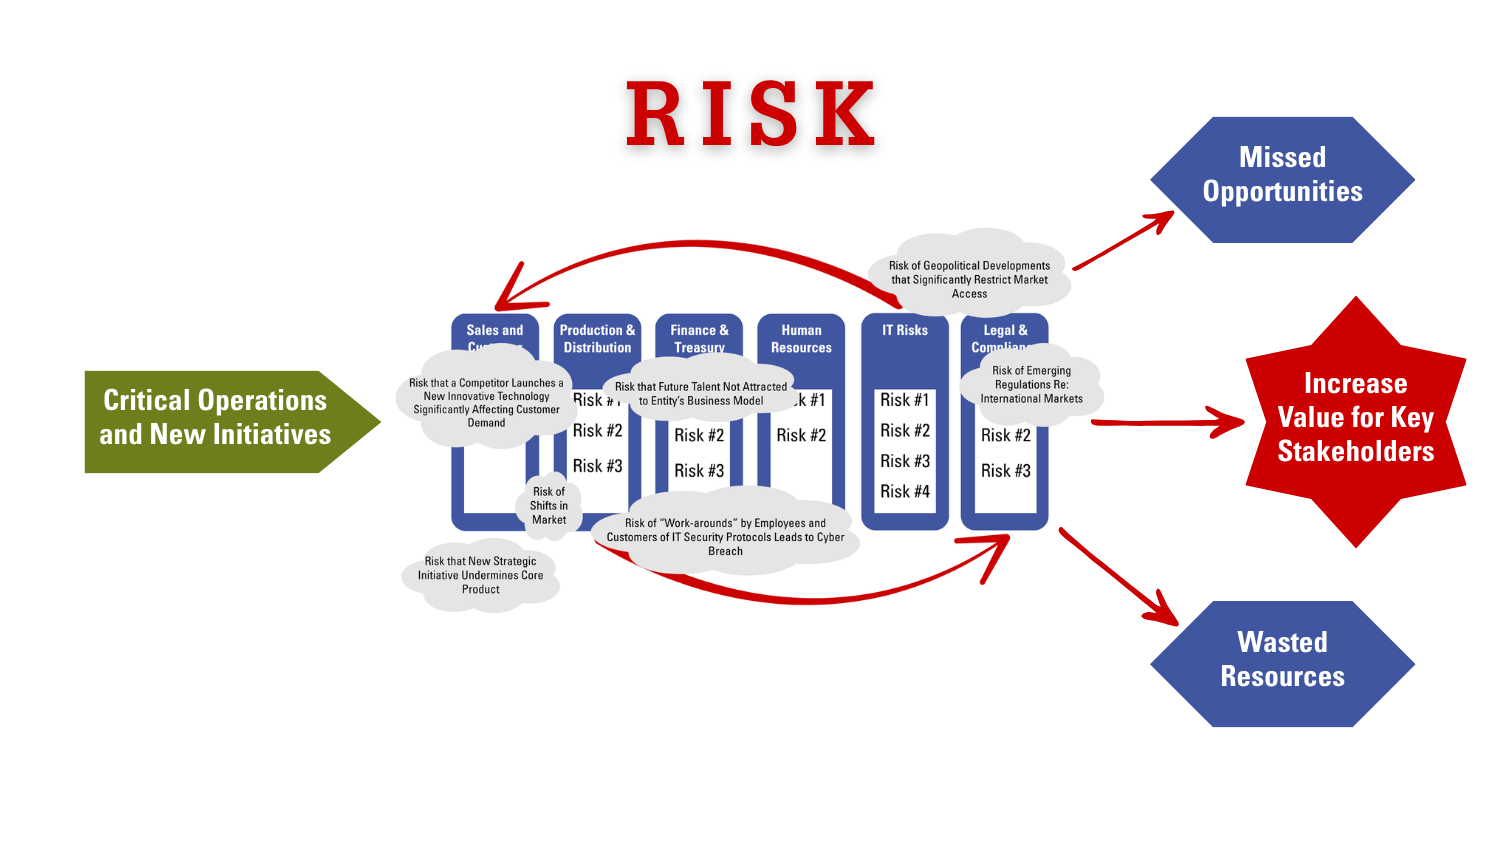 RISK
Critical Operations
and New Initiatives
Sales and
Production &
Distribution
Risk #1
Risk #2
Risk #3
Finance &
Treasury
Risk #2
Risk #3
Human
Resources
#1
Risk #2
IT Risks
Risk #1
Risk #2
Risk #3
Risk #4
Legal &
Compliance
Risk #2
Risk #3
Risk that a Competitor Launches a
New Innovative Technology
Significantly Affecting Customer
Demand
Risk of
Shifts in
Market
Risk that New Strategic
Initiative Undermines Core
Product
Risk that Future Talent Not Attracted
to Entity's Business Model
Risk of “Work-arounds” by Employees and
Customers of IT Security Protocols Leads to Cyber
Breach
Risk of Geopolitical Developments
that Significantly Restrict Market
Access
Risk of Emerging
Regulations Re:
International Markets
Missed
Opportunities
Increase
Value for Key
Stakeholders
Wasted
Resources